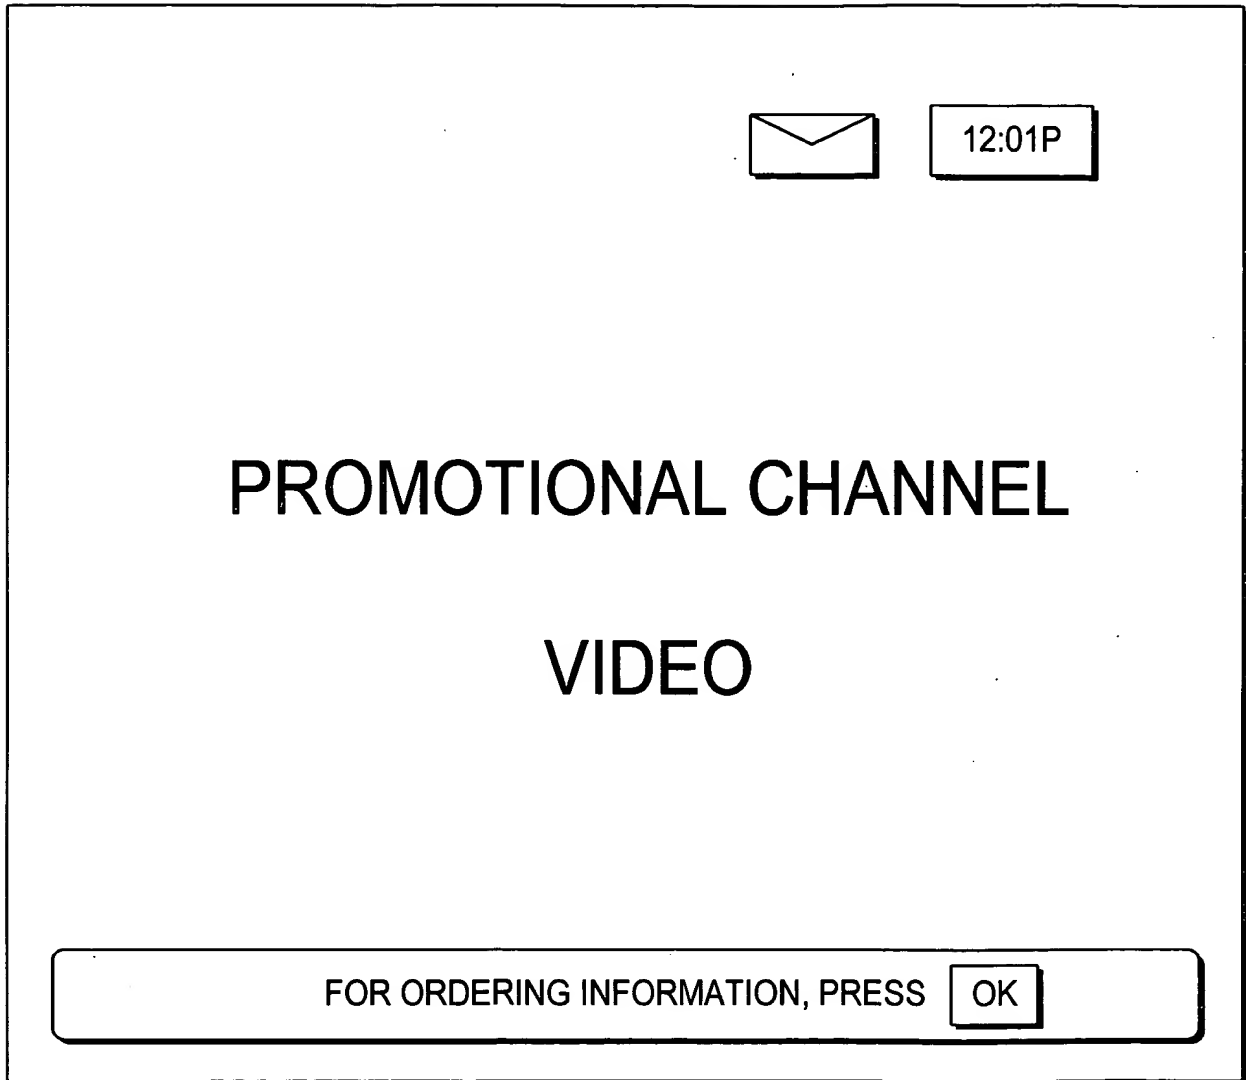 12:01P
PROMOTIONAL CHANNEL
VIDEO
FOR ORDERING INFORMATION, PRESS OK